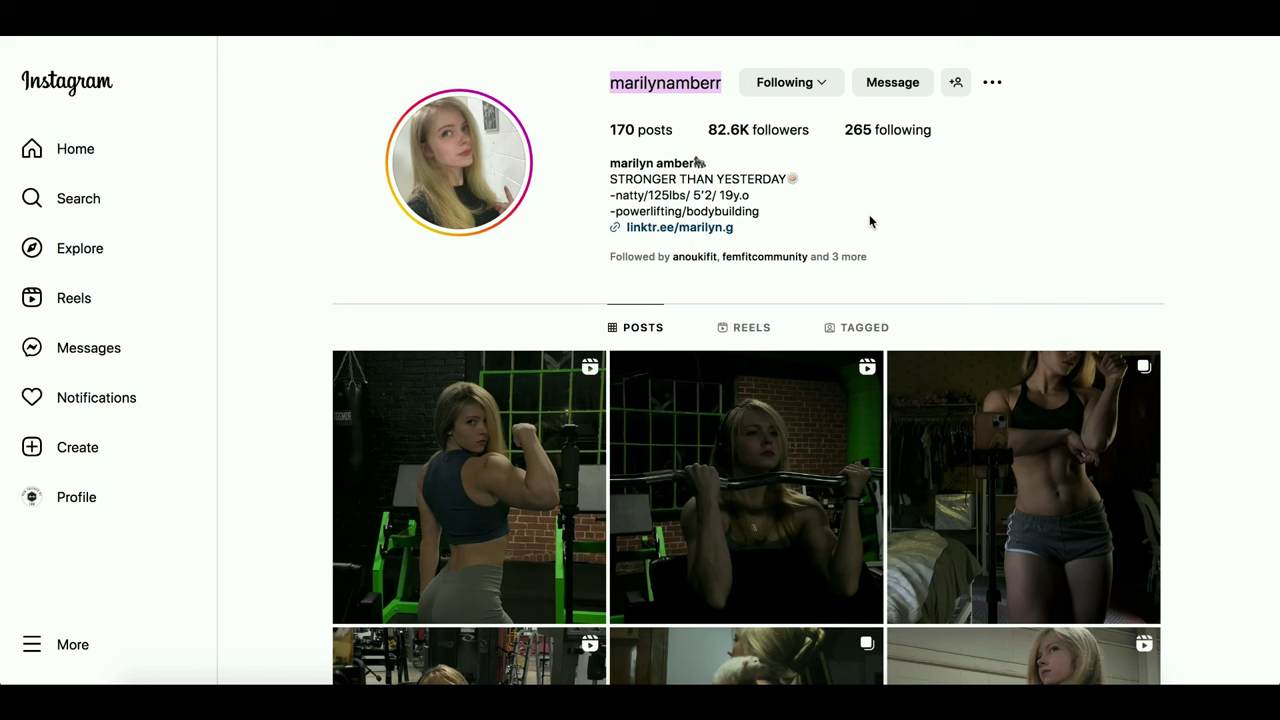 Instagram
Home
Search
Explore
Reels
Messages
Notifications
Create
Profile
More
marilynamberr Following Message
170 posts 82.6K followers 265 following
marilyn amber🦍
STRONGER THAN YESTERDAY
-natty/125lbs/ 5'2/ 19y.o
-powerlifting/bodybuilding
linktr.ee/marilyn.g
Followed by anoukifit, femfitcommunity and 3 more
POSTS REELS TAGGED